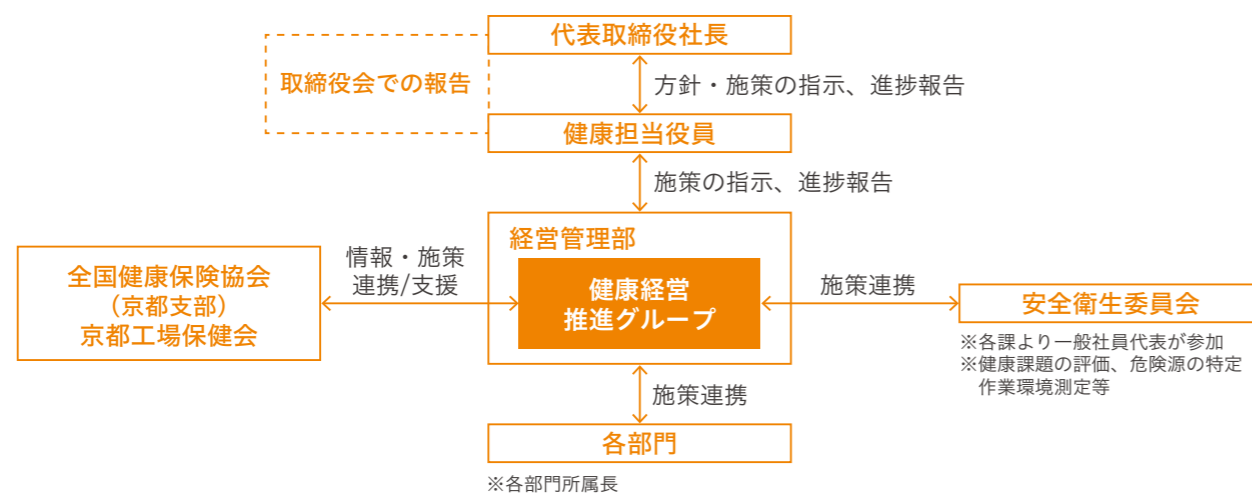 代表取締役社長
取締役会での報告
方針・施策の指示、進捗報告
健康担当役員
施策の指示、進捗報告
経営管理部
健康経営
推進グループ
情報・施策
連携/支援
全国健康保険協会
（京都支部）
京都工場保健会
施策連携
安全衛生委員会
※各課より一般社員代表が参加
※健康課題の評価、危険源の特定
作業環境測定等
施策連携
各部門
※各部門所属長